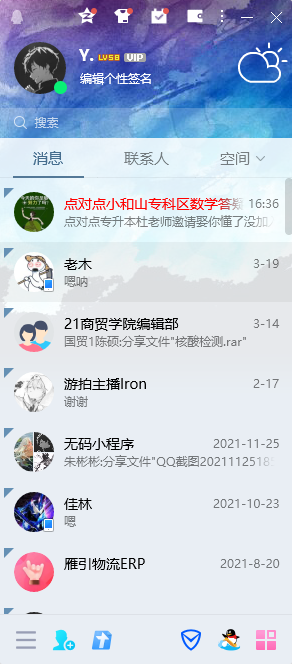 Y. LV58 VIP
编辑个性签名
搜索
消息 联系人 空间
点对点小和山专科区数学答疑 16:36
点对点专升本杜老师邀请娶你懂了没加入
老木 3-19
嗯呐
21商贸学院编辑部 3-14
国贸1陈硕:分享文件"核酸检测.rar"
游拍主播Iron 2-17
谢谢
无码小程序 2021-11-25
朱彬彬:分享文件"QQ截图20211125185
佳林 2021-10-23
嗯
雁引物流ERP 2021-8-20